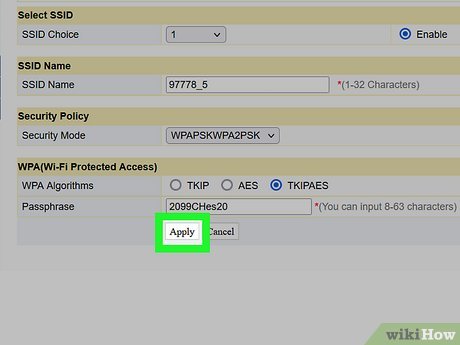 Select SSID
SSID Choice 1 Enable
SSID Name
SSID Name 97778_5 *(1-32 Characters)
Security Policy
Security Mode WPAPSKWPA2PSK
WPA(Wi-Fi Protected Access)
WPA Algorithms TKIP AES TKIPAES
Passphrase 2099CHes20 *(You can input 8-63 characters)
Apply Cancel
wikiHow